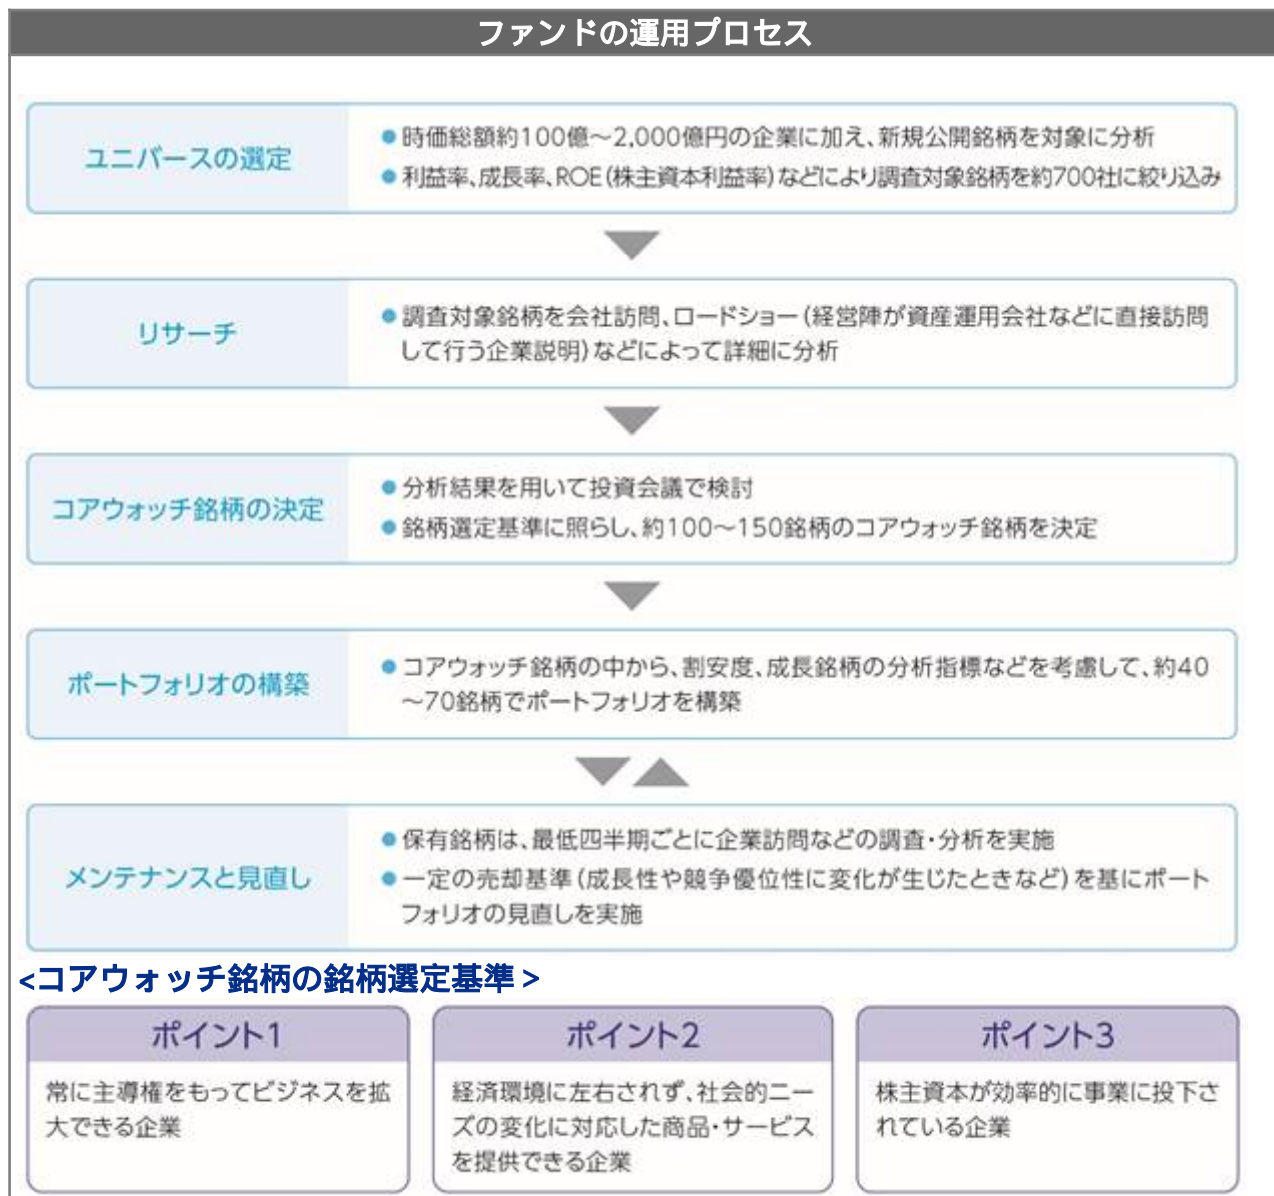 ファンドの運用プロセス
ユニバースの選定
●時価総額約100億～2,000億円の企業に加え、新規公開銘柄を対象に分析
●利益率、成長率、ROE（株主資本利益率）などにより調査対象銘柄を約700社に絞り込み
リサーチ
●調査対象銘柄を会社訪問、ロードショー（経営陣が資産運用会社などに直接訪問
して行う企業説明）などによって詳細に分析
コアウォッチ銘柄の決定
●分析結果を用いて投資会議で検討
●銘柄選定基準に照らし、約100～150銘柄のコアウォッチ銘柄を決定
ポートフォリオの構築
●コアウォッチ銘柄の中から、割安度、成長銘柄の分析指標などを考慮して、約40
～70銘柄でポートフォリオを構築
メンテナンスと見直し
●保有銘柄は、最低四半期ごとに企業訪問などの調査・分析を実施
●一定の売却基準（成長性や競争優位性に変化が生じたときなど）を基にポート
フォリオの見直しを実施
<コアウォッチ銘柄の銘柄選定基準>
ポイント1
常に主導権をもってビジネスを拡
大できる企業
ポイント2
経済環境に左右されず、社会的ニー
ズの変化に対応した商品・サービス
を提供できる企業
ポイント3
株主資本が効率的に事業に投下さ
れている企業